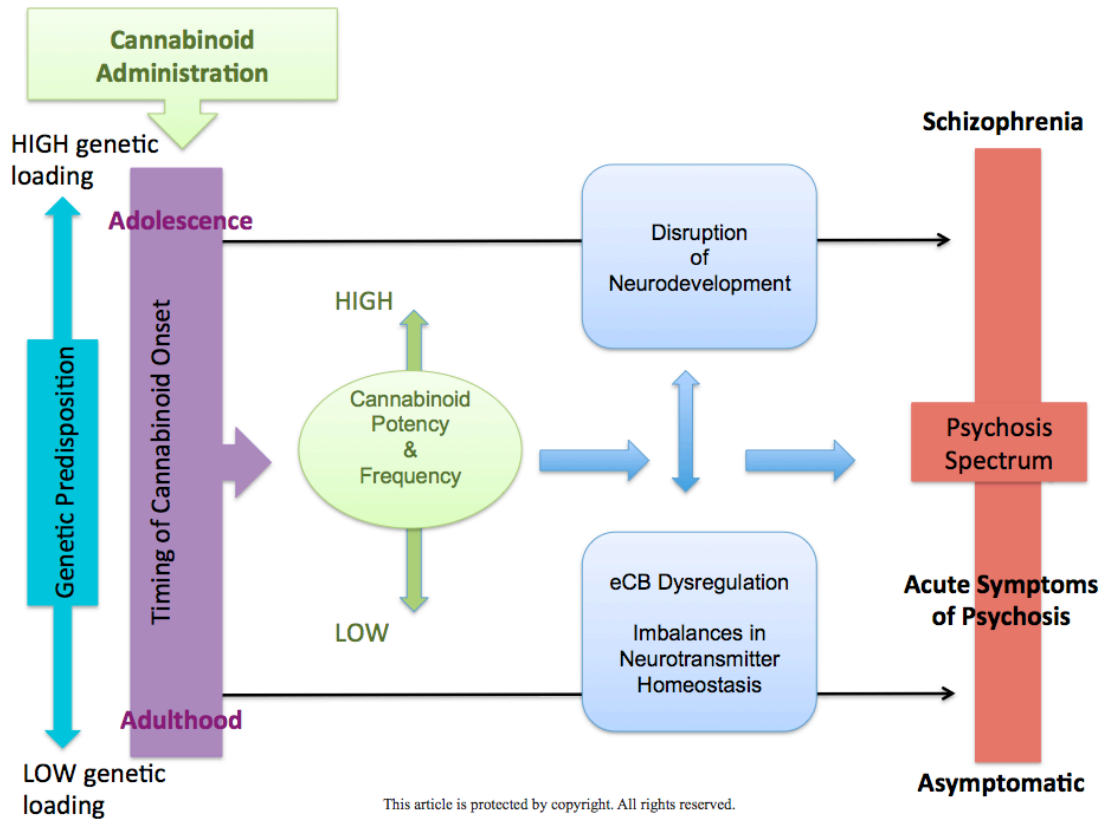 Cannabinoid
Administration
HIGH genetic
loading
Genetic Predisposition
LOW genetic
loading
Adolescence
Timing of Cannabinoid Onset
Adulthood
HIGH
Cannabinoid
Potency
&
Frequency
LOW
Disruption
of
Neurodevelopment
eCB Dysregulation
Imbalances in
Neurotransmitter
Homeostasis
Schizophrenia
Psychosis
Spectrum
Acute Symptoms
of Psychosis
Asymptomatic
This article is protected by copyright. All rights reserved.